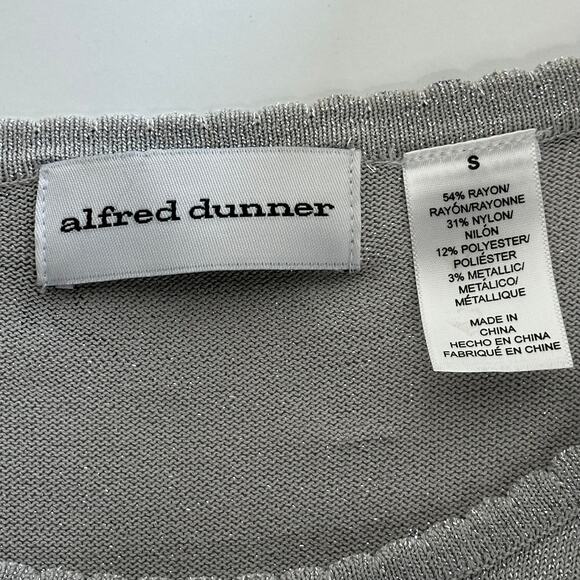 alfred dunner
S
54% RAYON/
RAYÓN/RAYONNE
31% NYLON/
NILÓN
12% POLYESTER/
POLIÉSTER
3% METALLIC/
METÁLICO/
MÉTALLIQUE
MADE IN
CHINA
HECHO EN CHINA
FABRIQUÉ EN CHINE